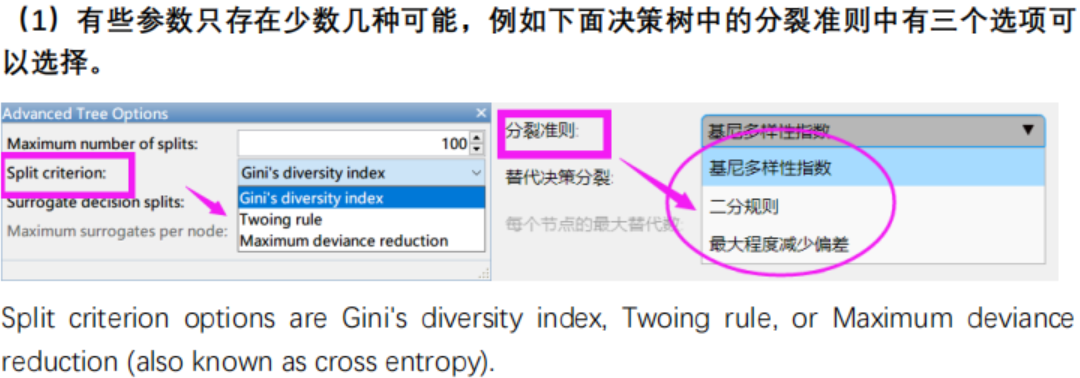 （1）有些参数只存在少数几种可能，例如下面决策树中的分裂准则中有三个选项可
以选择。
Advanced Tree Options
Maximum number of splits: 100
Split criterion: Gini's diversity index
Gini's diversity index
Surrogate decision splits:
Twoing rule
Maximum surrogates per node:
Maximum deviance reduction
分裂准则: 基尼多样性指数
基尼多样性指数
替代决策分裂:
二分规则
每个节点的最大替代数:
最大程度减少偏差
Split criterion options are Gini's diversity index, Twoing rule, or Maximum deviance
reduction (also known as cross entropy).